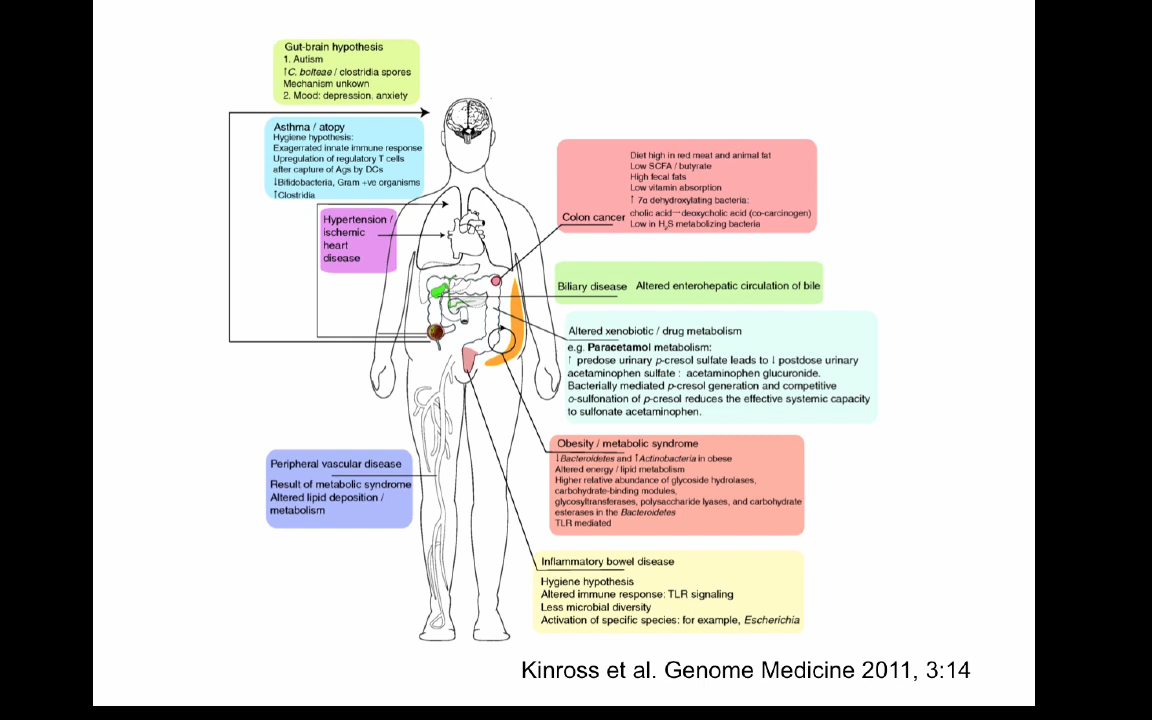 Gut-brain hypothesis
1. Autism
↑C. bolteae / clostridia spores
Mechanism unkown
2. Mood: depression, anxiety
Asthma / atopy
Hygiene hypothesis:
Exagerrated innate immune response
Upregulation of regulatory T cells
after capture of Ags by DCs
↓Bifidobacteria, Gram +ve organisms
↑Clostridia
Hypertension /
ischemic
heart
disease
Peripheral vascular disease
Result of metabolic syndrome
Altered lipid deposition /
metabolism
Diet high in red meat and animal fat
Low SCFA / butyrate
High fecal fats
Low vitamin absorption
↑ 7α dehydroxylating bacteria:
cholic acid→deoxycholic acid (co-carcinogen)
Low in H2S metabolizing bacteria
Colon cancer
Biliary disease Altered enterohepatic circulation of bile
Altered xenobiotic / drug metabolism
e.g. Paracetamol metabolism:
↑ predose urinary p-cresol sulfate leads to ↓ postdose urinary
acetaminophen sulfate : acetaminophen glucuronide.
Bacterially mediated p-cresol generation and competitive
o-sulfonation of p-cresol reduces the effective systemic capacity
to sulfonate acetaminophen.
Obesity / metabolic syndrome
↓Bacteroidetes and ↑Actinobacteria in obese
Altered energy / lipid metabolism
Higher relative abundance of glycoside hydrolases,
carbohydrate-binding modules,
glycosyltransferases, polysaccharide lyases, and carbohydrate
esterases in the Bacteroidetes
TLR mediated
Inflammatory bowel disease
Hygiene hypothesis
Altered immune response: TLR signaling
Less microbial diversity
Activation of specific species: for example, Escherichia
Kinross et al. Genome Medicine 2011, 3:14